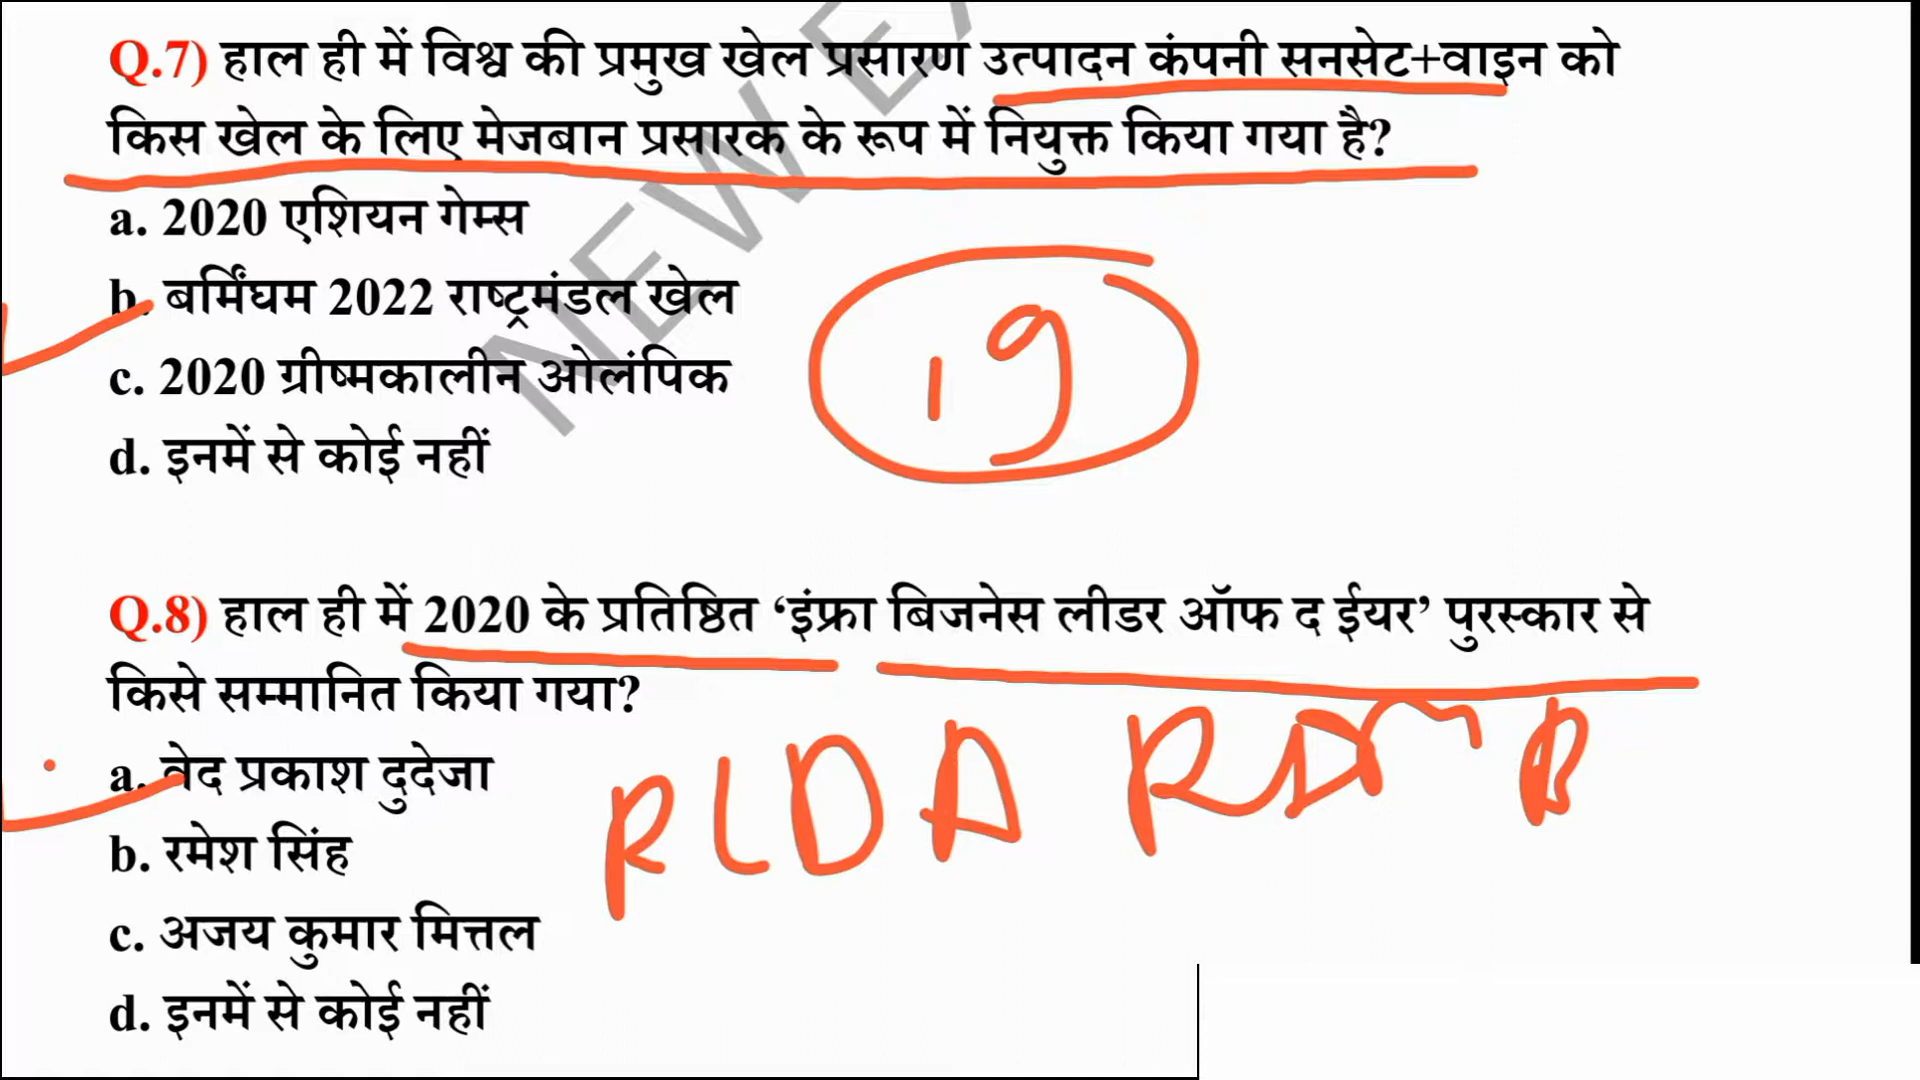 Q.7) हाल ही में विश्व की प्रमुख खेल प्रसारण उत्पादन कंपनी सनसेट+वाइन को
किस खेल के लिए मेजबान प्रसारक के रूप में नियुक्त किया गया है?
a. 2020 एशियन गेम्स
b. बर्मिंघम 2022 राष्ट्रमंडल खेल
c. 2020 ग्रीष्मकालीन ओलंपिक
d. इनमें से कोई नहीं
19
NEW
Q.8) हाल ही में 2020 के प्रतिष्ठित ‘इंफ्रा बिजनेस लीडर ऑफ द ईयर’ पुरस्कार से
किसे सम्मानित किया गया?
a. वेद प्रकाश दुदेजा
b. रमेश सिंह
c. अजय कुमार मित्तल
d. इनमें से कोई नहीं
RLDA